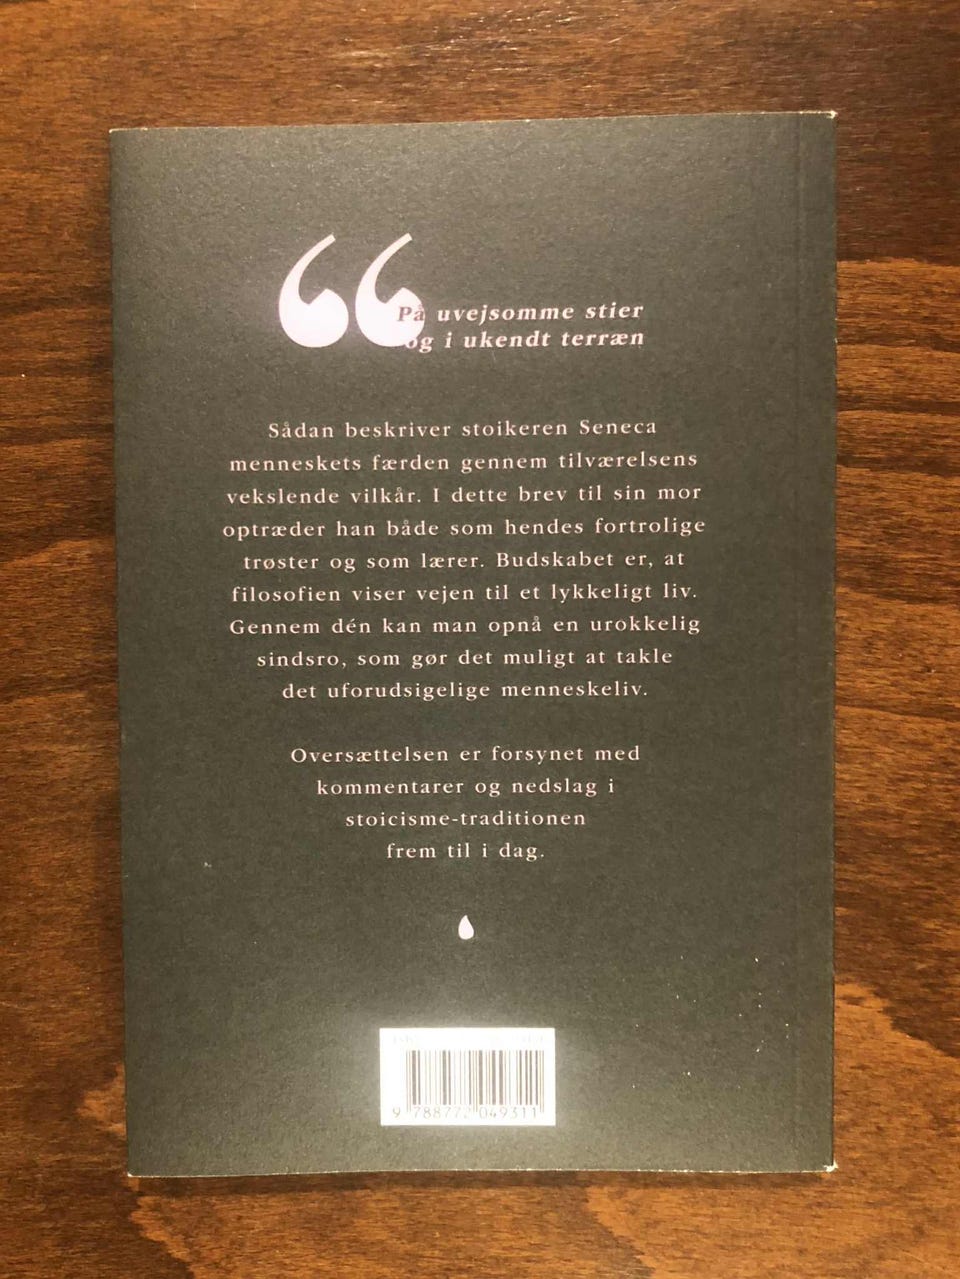 På uvejsomme stier
og i ukendt terræn
Sådan beskriver stoikeren Seneca
menneskets færden gennem tilværelsens
vekslende vilkår. I dette brev til sin mor
optræder han både som hendes fortrolige
trøster og som lærer. Budskabet er, at
filosofien viser vejen til et lykkeligt liv.
Gennem dén kan man opnå en urokkelig
sindsro, som gør det muligt at takle
det uforudsigelige menneskeliv.
Oversættelsen er forsynet med
kommentarer og nedslag i
stoicisme-traditionen
frem til i dag.
9 788772 049311